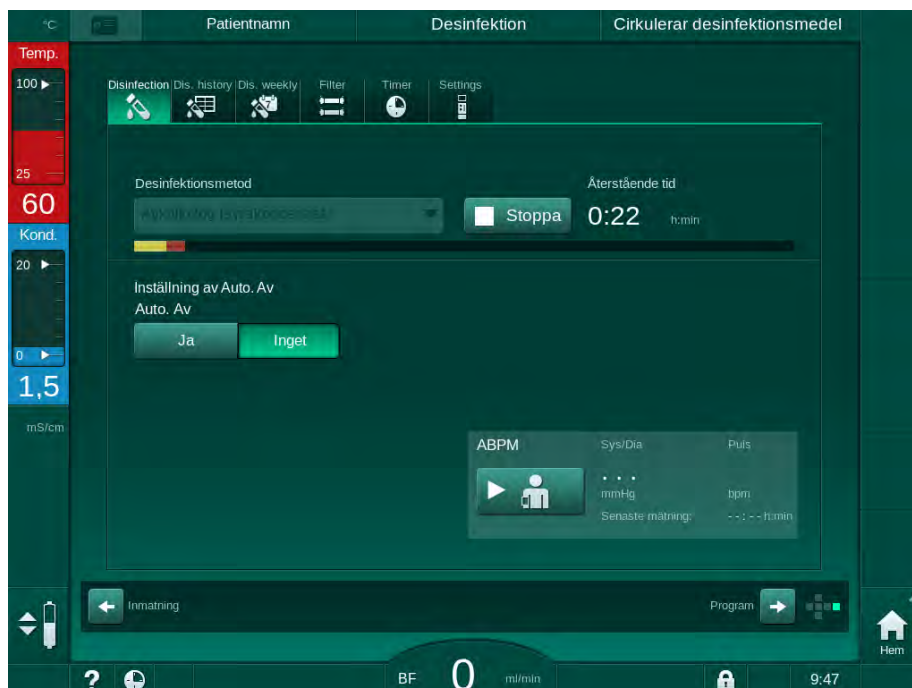 °C Patientnamn Desinfektion Cirkulerar desinfektionsmedel
Temp.
100
25
60
Kond.
20
0
1,5
mS/cm
Disinfection Dis. history Dis. weekly Filter Timer Settings
7
Desinfektionsmetod
Återstående tid
Stoppa
0:22 h:min
Inställning av Auto. Av
Auto. Av
Ja Inget
ABPM Sys/Dia Puls
. . .
mmHg bpm
Senaste mätning: --:-- h:min
Inmatning Program
Hem
? BF 0 ml/min 9:47